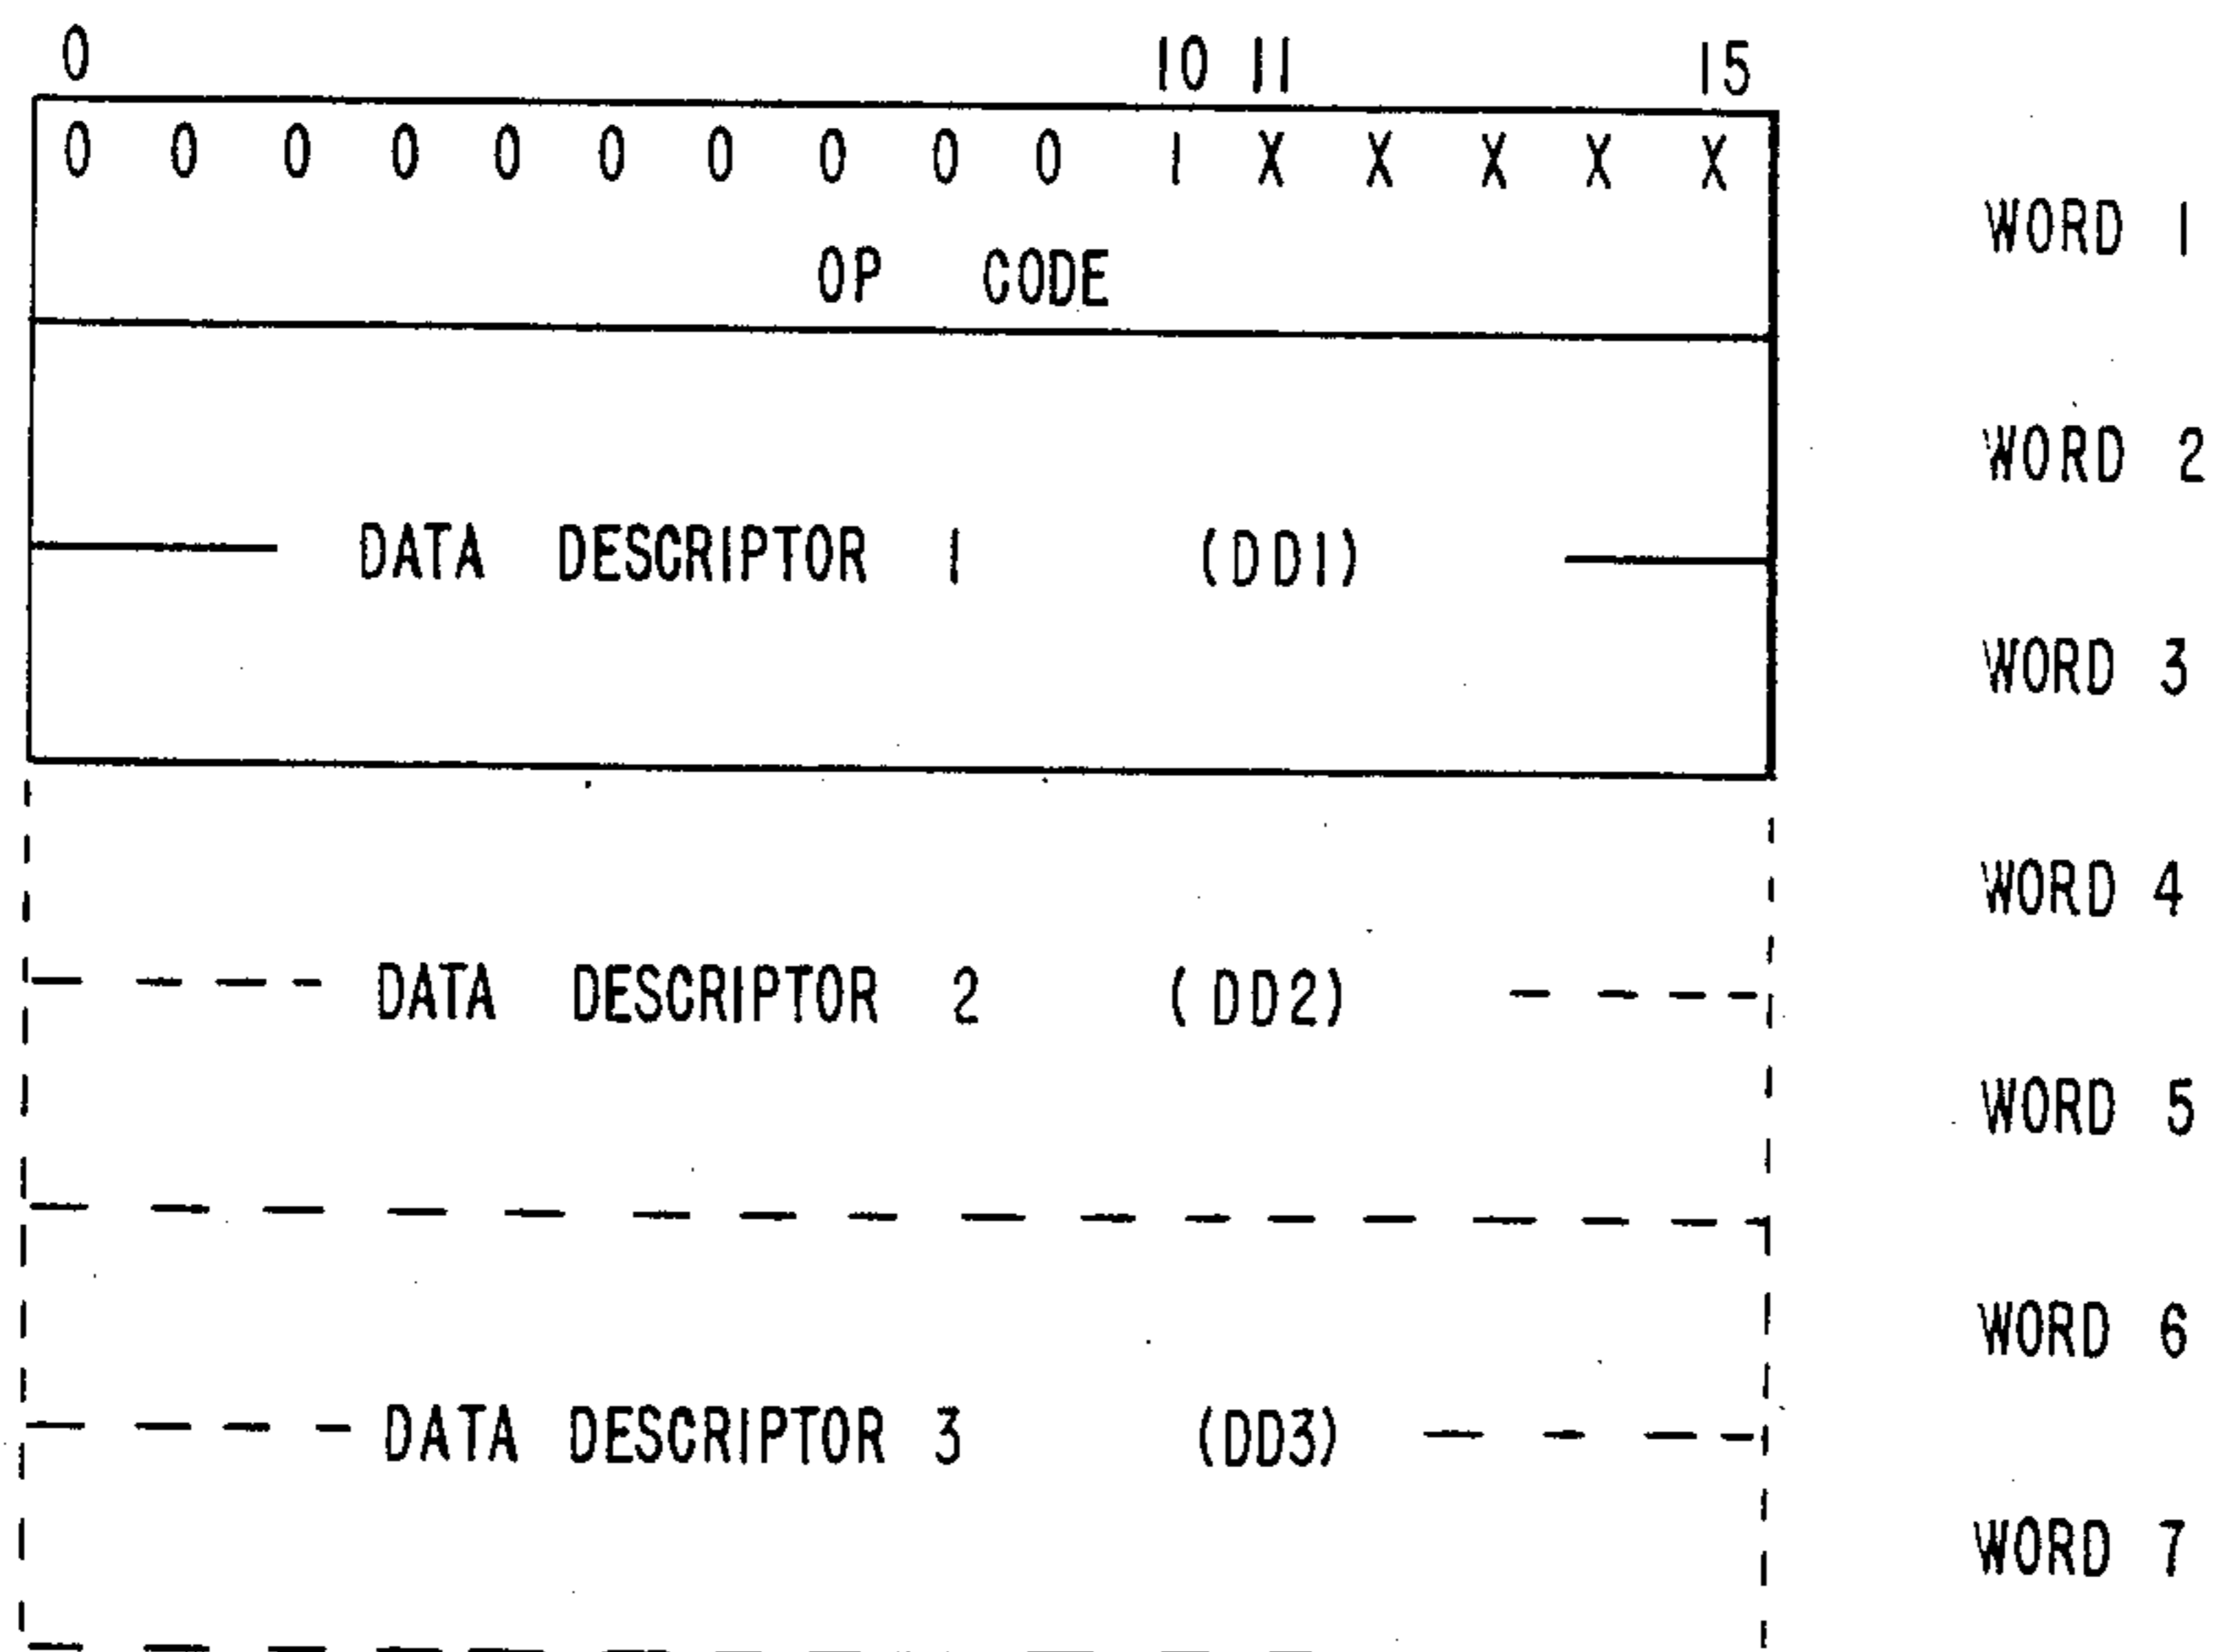 0 10 11 15
0 0 0 0 0 0 0 0 0 0 1 X X X X X
WORD 1
OP CODE
WORD 2
DATA DESCRIPTOR 1 (DD1)
WORD 3
WORD 4
DATA DESCRIPTOR 2 (DD2)
WORD 5
WORD 6
DATA DESCRIPTOR 3 (DD3)
WORD 7